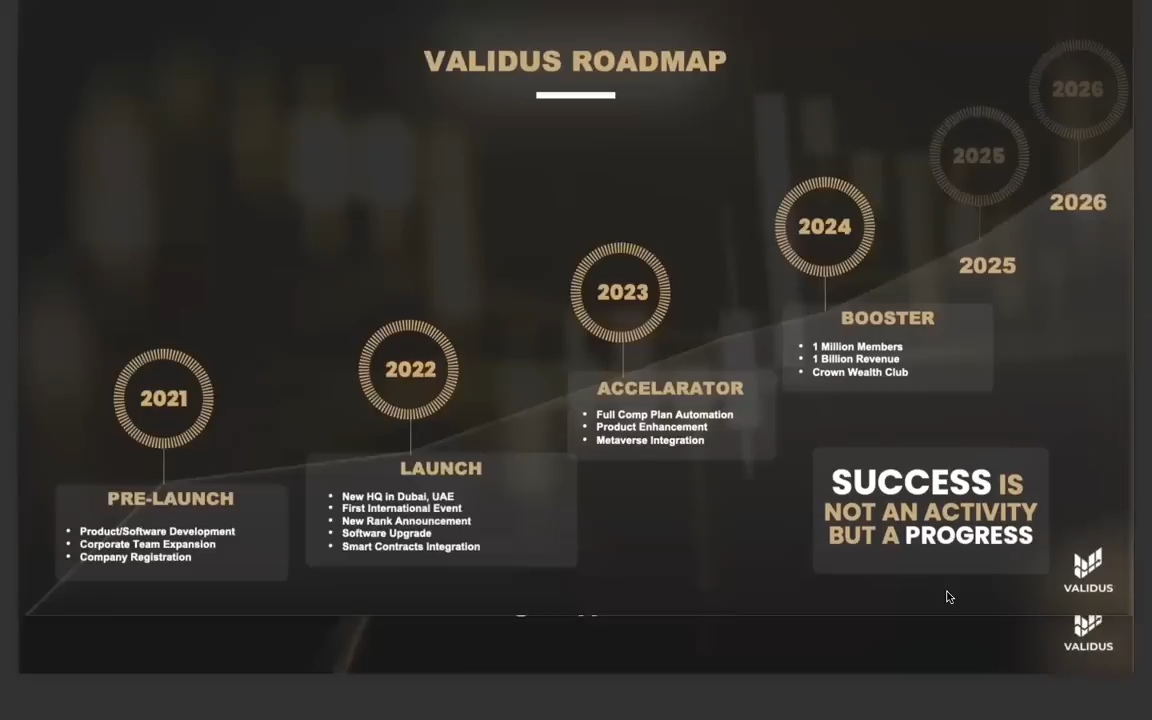 VALIDUS ROADMAP
2026
2025
2024
2026
2023
2025
BOOSTER
• 1 Million Members
• 1 Billion Revenue
• Crown Wealth Club
2022
ACCELARATOR
• Full Comp Plan Automation
• Product Enhancement
• Metaverse Integration
2021
LAUNCH
• New HQ in Dubai, UAE
• First International Event
• New Rank Announcement
• Software Upgrade
• Smart Contracts Integration
PRE-LAUNCH
• Product/Software Development
• Corporate Team Expansion
• Company Registration
SUCCESS IS
NOT AN ACTIVITY
BUT A PROGRESS
VALIDUS
VALIDUS